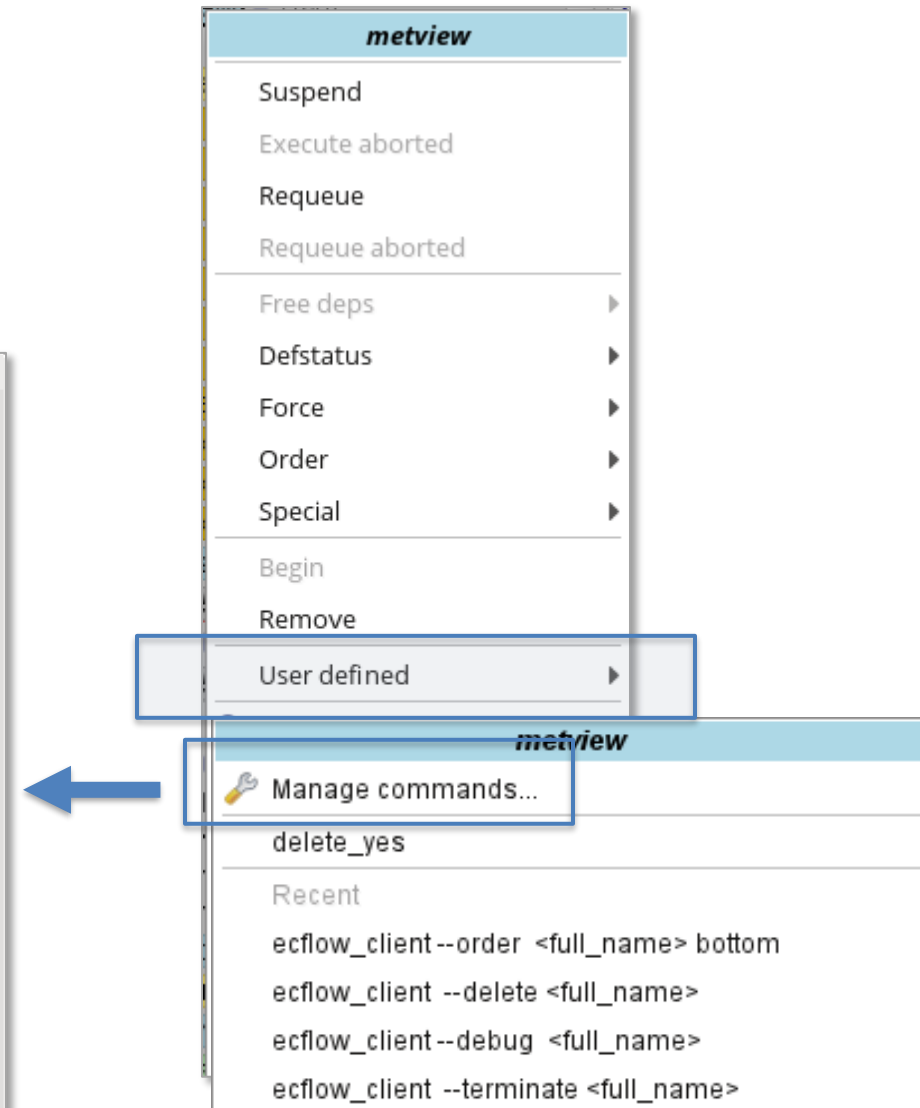 metview
Suspend
Execute aborted
Requeue
Requeue aborted
Free deps
Defstatus
Force
Order
Special
Begin
Remove
User defined
metview
Manage commands...
delete_yes
Recent
ecflow_client --order <full_name> bottom
ecflow_client --delete <full_name>
ecflow_client --debug <full_name>
ecflow_client --terminate <full_name>